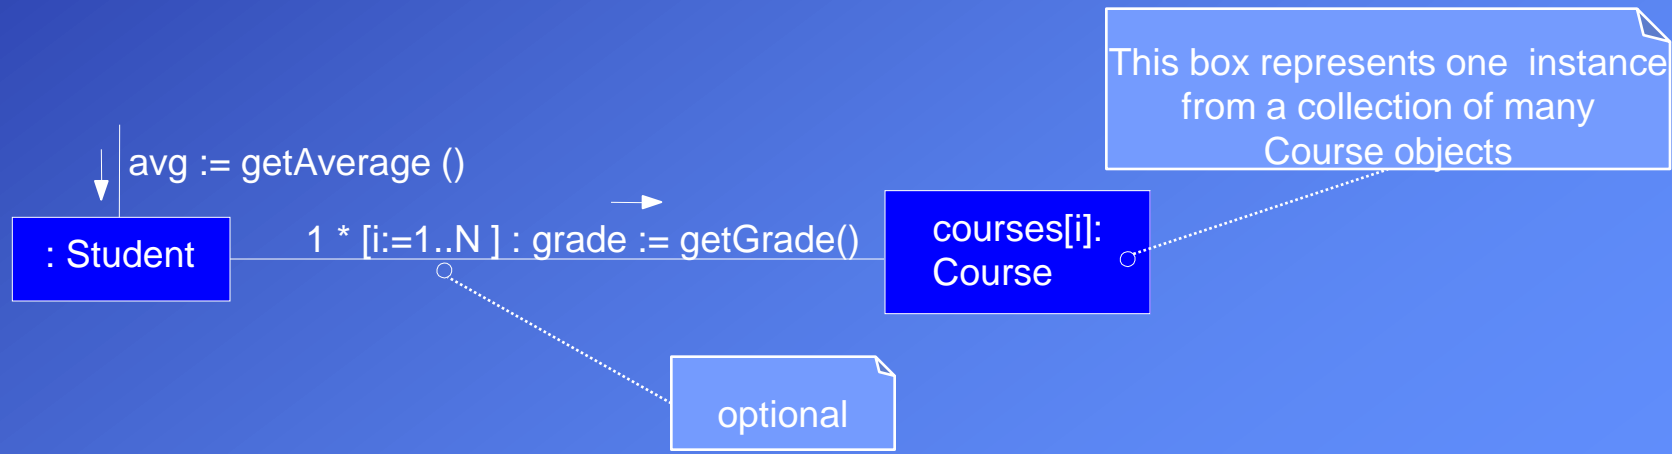 This box represents one instance
from a collection of many
Course objects
avg := getAverage ()
: Student
1 * [i:=1..N ] : grade := getGrade()
courses[i]:
Course
optional